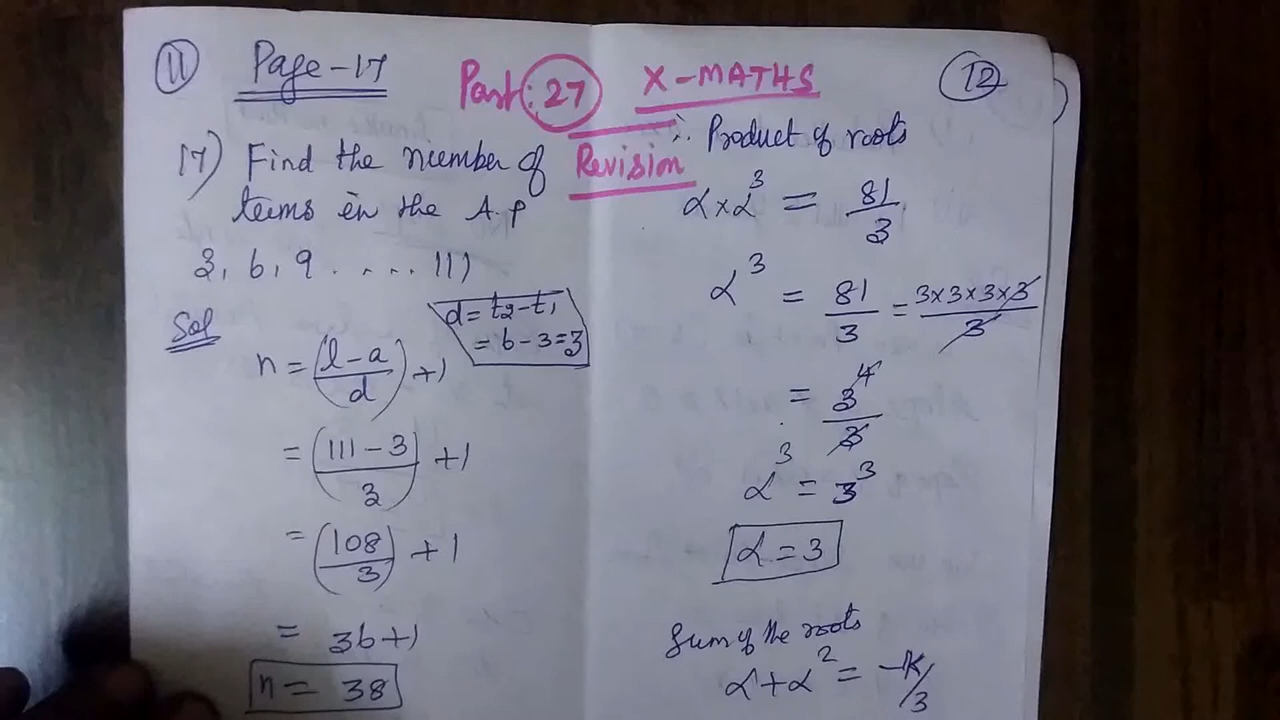 11 Page-17
Part: 27 X-MATHS
Revision
17) Find the number of
terms in the A.P
3, 6, 9 ..... 111
Sol
d = t2 - t1
= 6 - 3 = 3
n = (l - a / d) + 1
= (111 - 3 / 3) + 1
= (108 / 3) + 1
= 36 + 1
n = 38
12
∴ Product of roots
α × α³ = 81 / 3
α³ = 81 / 3 = 3×3×3×3 / 3
= 3⁴ / 3
α³ = 3³
α = 3
Sum of the roots
α + α² = -k/3